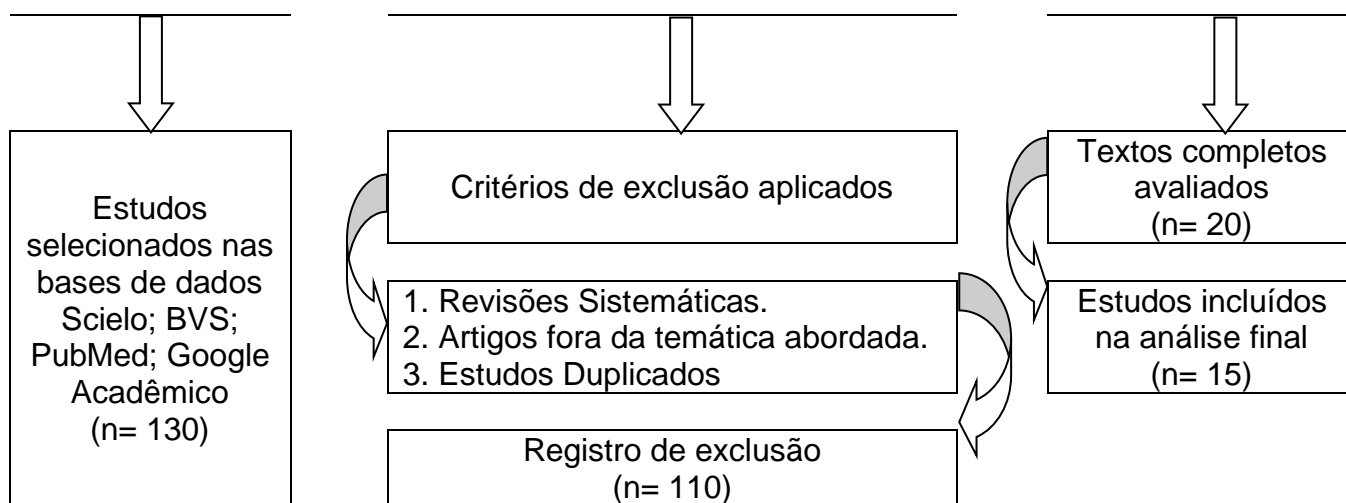 Estudos
selecionados nas
bases de dados
Scielo; BVS;
PubMed; Google
Acadêmico
(n= 130)
Critérios de exclusão aplicados
1. Revisões Sistemáticas.
2. Artigos fora da temática abordada.
3. Estudos Duplicados
Registro de exclusão
(n= 110)
Textos completos
avaliados
(n= 20)
Estudos incluídos
na análise final
(n= 15)